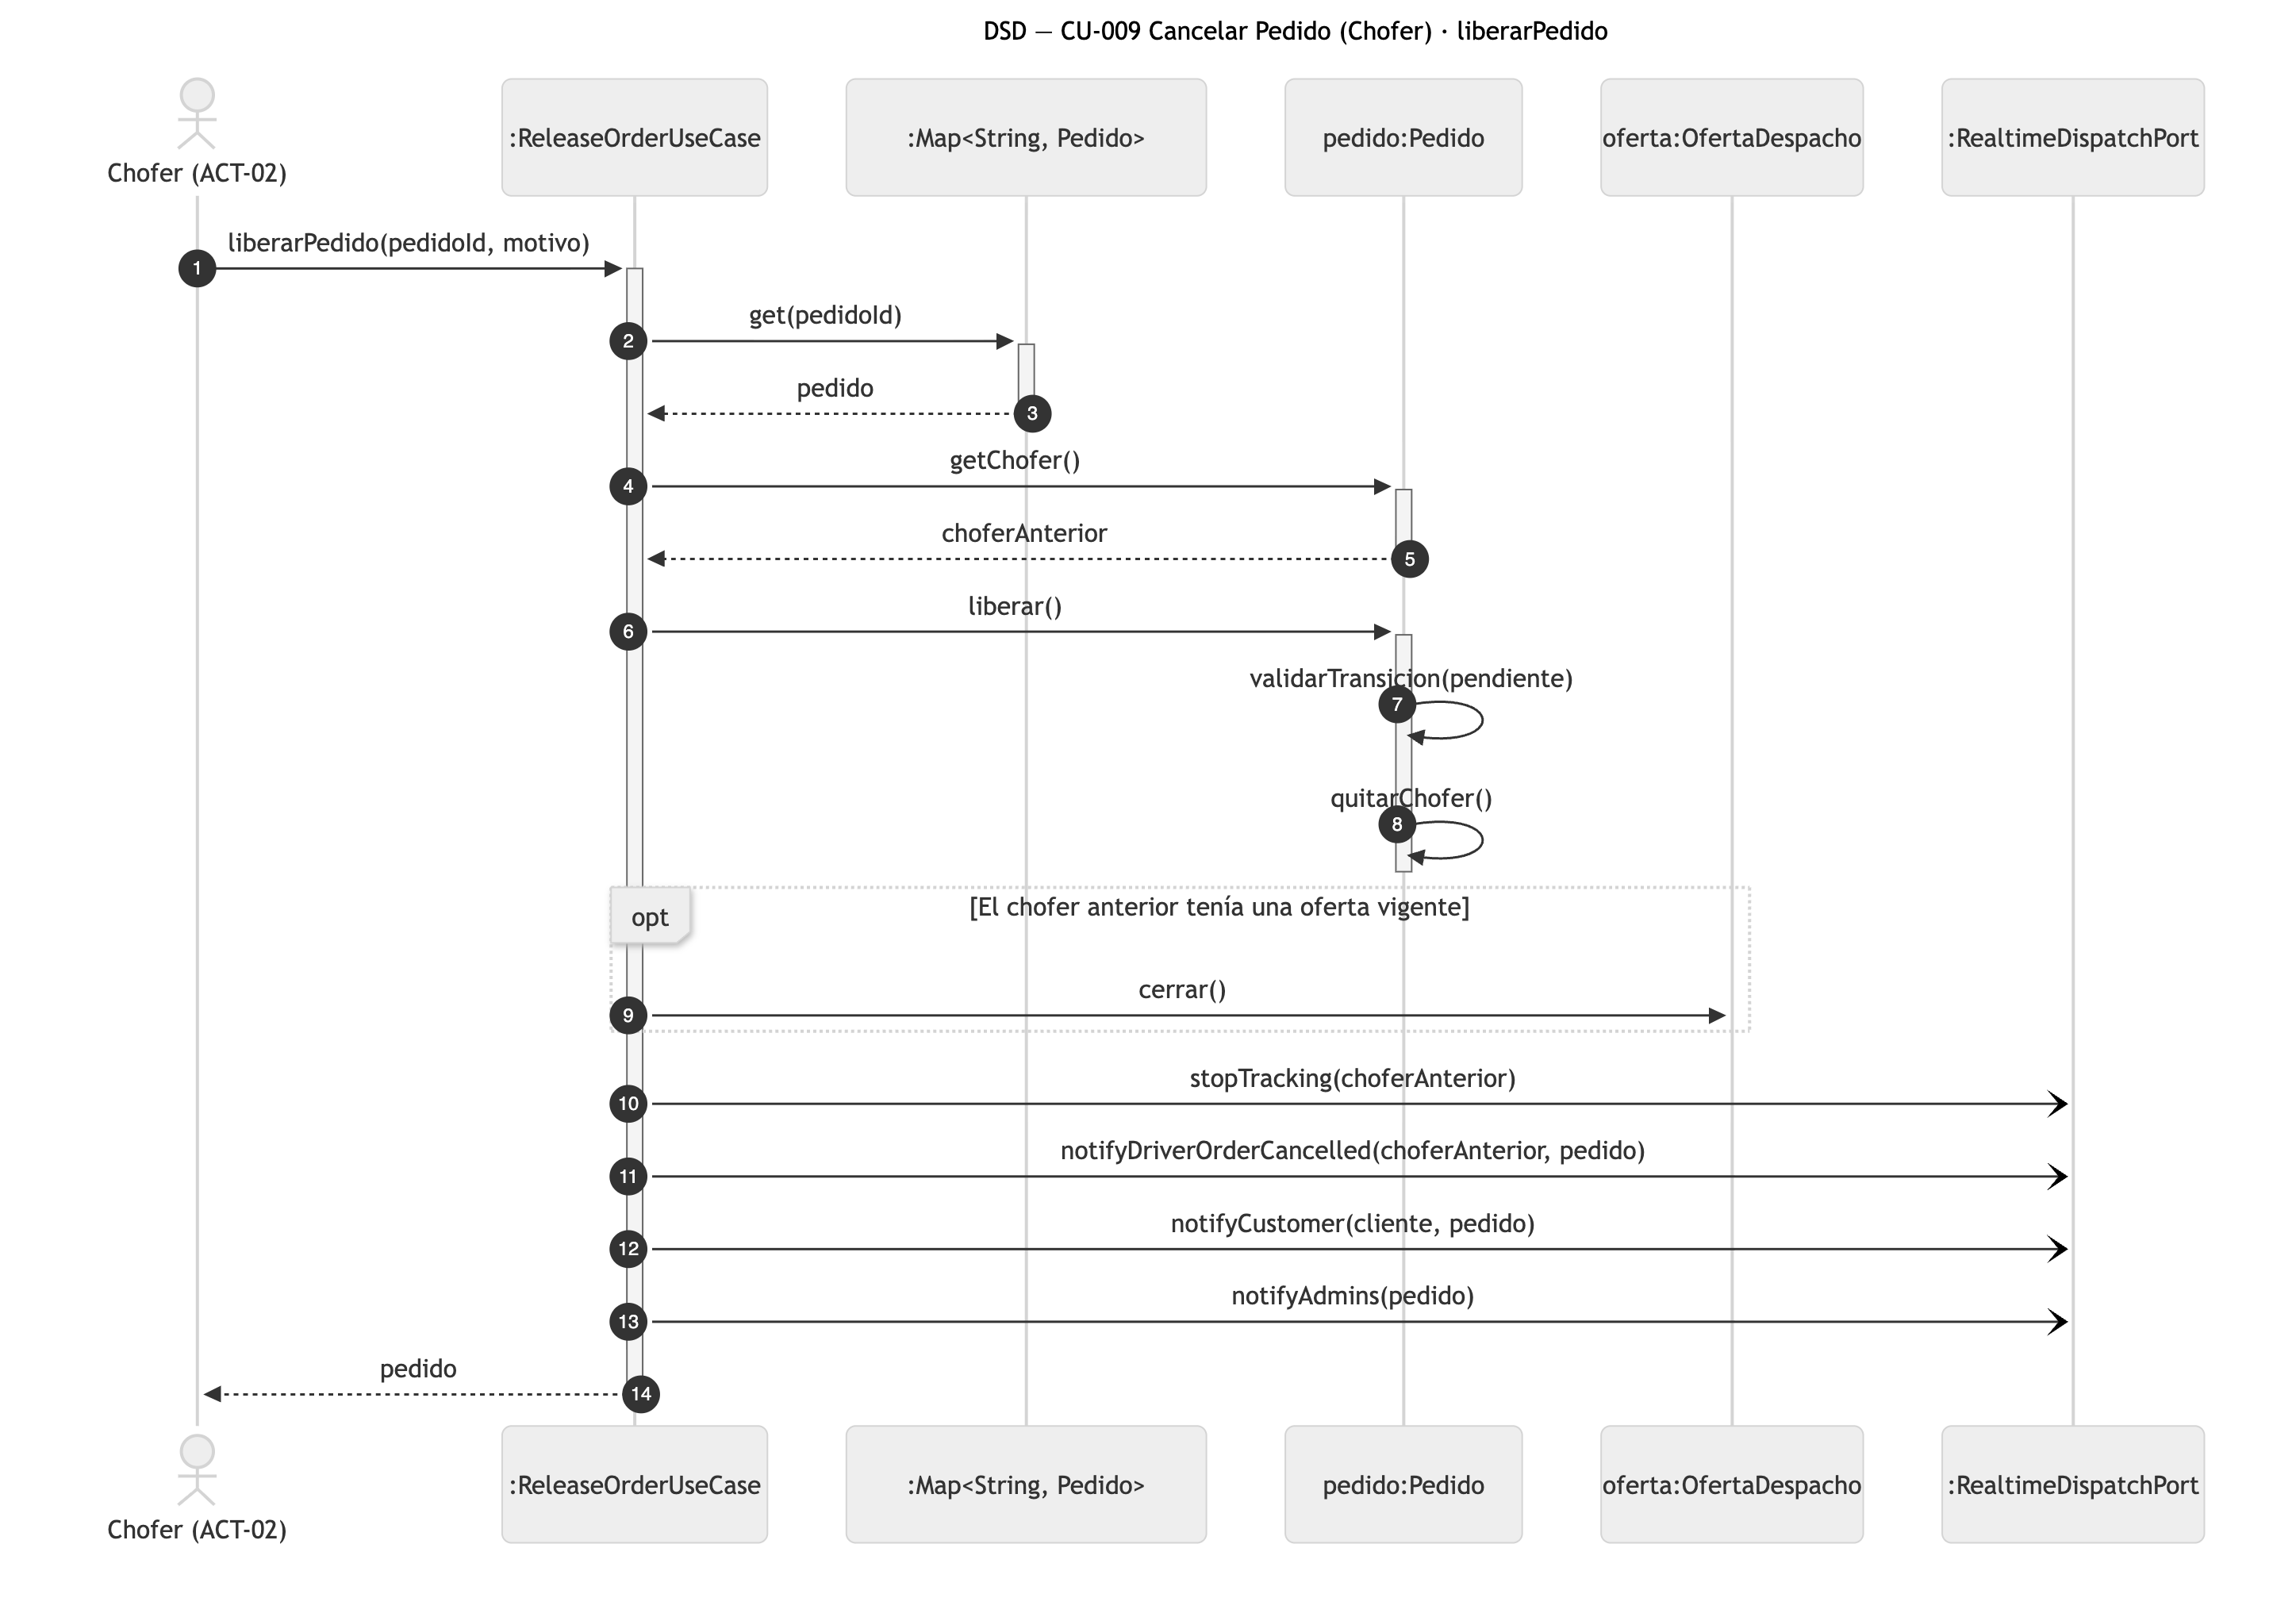 DSD — CU-009 Cancelar Pedido (Chofer) · liberarPedido
Chofer (ACT-02)
:ReleaseOrderUseCase
:Map<String, Pedido>
pedido:Pedido
oferta:OfertaDespacho
:RealtimeDispatchPort
liberarPedido(pedidoId, motivo)
1
get(pedidoId)
2
pedido
3
getChofer()
4
choferAnterior
5
liberar()
6
validarTransicion(pendiente)
7
quitarChofer()
8
opt
[El chofer anterior tenía una oferta vigente]
cerrar()
9
stopTracking(choferAnterior)
10
notifyDriverOrderCancelled(choferAnterior, pedido)
11
notifyCustomer(cliente, pedido)
12
notifyAdmins(pedido)
13
pedido
14
Chofer (ACT-02)
:ReleaseOrderUseCase
:Map<String, Pedido>
pedido:Pedido
oferta:OfertaDespacho
:RealtimeDispatchPort